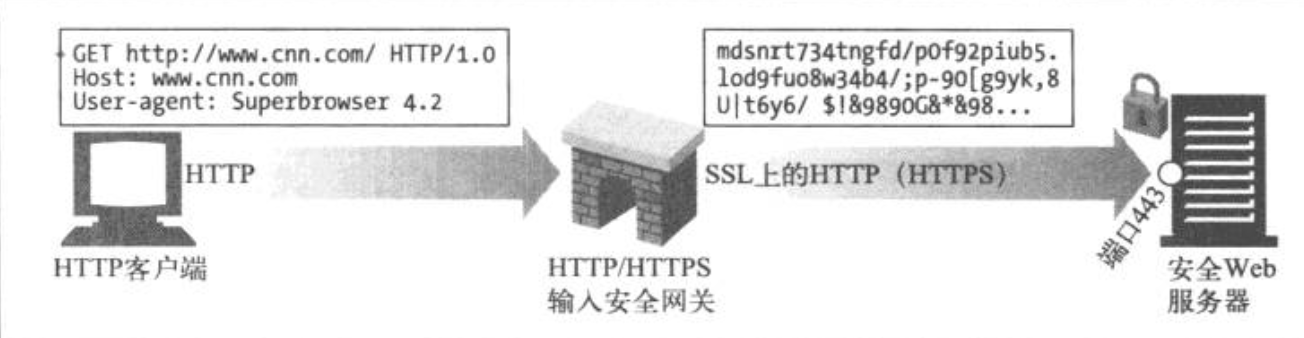 GET http://www.cnn.com/ HTTP/1.0
Host: www.cnn.com
User-agent: Superbrowser 4.2
mdsnrt734tngfd/pOf92piub5.
lod9fuo8w34b4/;p-90[g9yk,8
U|t6y6/ $!&9890G&*&98...
HTTP
SSL上的HTTP（HTTPS）
端口443
HTTP客户端
HTTP/HTTPS
输入安全网关
安全Web
服务器